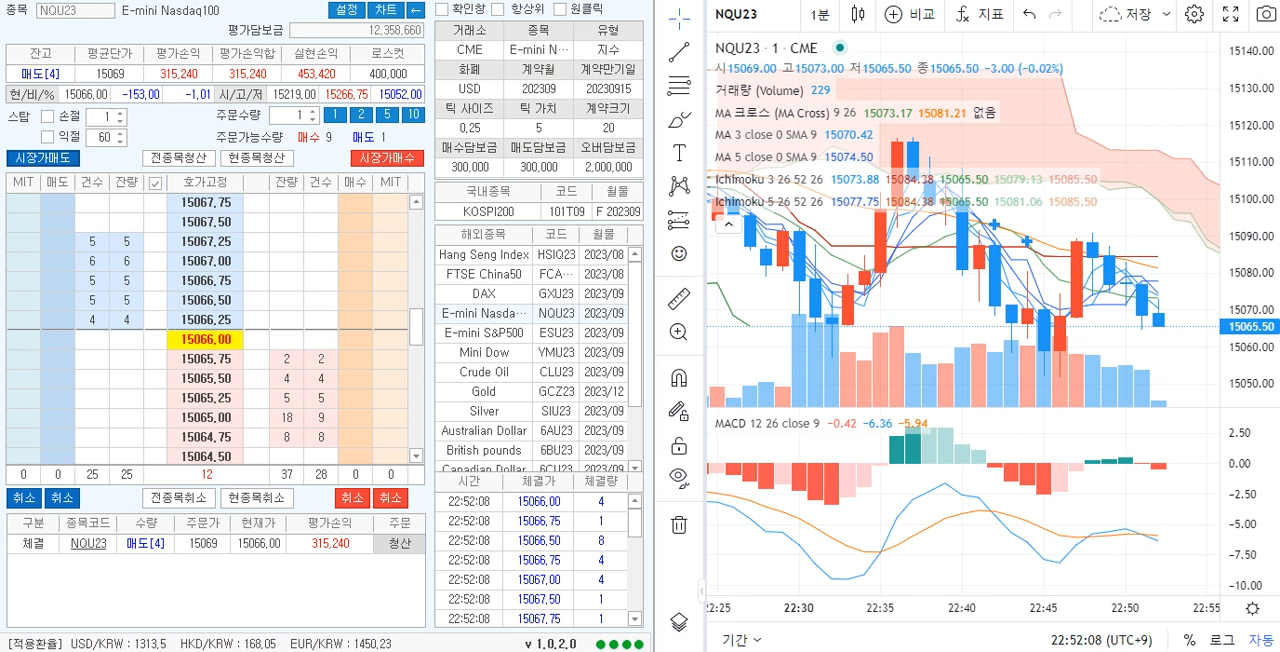 종목 NQU23 E-mini Nasdaq100 설정 차트 ←
평가담보금 12,358,660
잔고 평균단가 평가손익 평가손익합 실현손익 로스컷
매도[4] 15069 315,240 315,240 453,420 400,000
현/비/% 15066,00 -153,00 -1,01 시/고/저 15219,00 15266,75 15052,00
스탑 손절 1 주문수량 1 1 2 5 10
익절 60 주문가능수량 매수 9 매도 1
시장가매도 전종목청산 현종목청산 시장가매수
MIT 매도 건수 잔량 호가고정 잔량 건수 매수 MIT
15067,75
15067,50
5 5 15067,25
6 6 15067,00
5 5 15066,75
5 5 15066,50
4 4 15066,25
15066,00
15065,75 2 2
15065,50 4 4
15065,25 5 5
15065,00 18 9
15064,75 8 8
15064,50
0 0 25 25 12 37 28 0 0
취소 취소 전종목취소 현종목취소 취소 취소
구분 종목코드 수량 주문가 현재가 평가손익 주문
체결 NQU23 매도[4] 15069 15066,00 315,240 청산
[적용환율] USD/KRW : 1313,5 HKD/KRW : 168,05 EUR/KRW : 1450,23 v 1,0,2,0
확인창 항상위 원클릭
거래소 종목 유형
CME E-mini N··· 지수
화폐 계약월 계약만기일
USD 202309 20230915
틱 사이즈 틱 가치 계약크기
0,25 5 20
매수담보금 매도담보금 오버담보금
300,000 300,000 2,000,000
국내종목 코드 월물
KOSPI200 101T09 F 202309
해외종목 코드 월물
Hang Seng Index HSIQ23 2023/08
FTSE China50 FCA··· 2023/08
DAX GXU23 2023/09
E-mini Nasda··· NQU23 2023/09
E-mini S&P500 ESU23 2023/09
Mini Dow YMU23 2023/09
Crude Oil CLU23 2023/09
Gold GCZ23 2023/12
Silver SIU23 2023/09
Australian Dollar 6AU23 2023/09
British pounds 6BU23 2023/09
Canadian Dollar 6CU23 2023/09
시간 체결가 체결량
22:52:08 15066,00 4
22:52:08 15066,75 1
22:52:08 15066,50 8
22:52:08 15066,75 4
22:52:08 15067,00 4
22:52:08 15067,50 1
22:52:08 15067,75 1
NQU23 1분 비교 지표 저장
NQU23 · 1 · CME
시15069.00 고15073.00 저15065.50 종15065.50 −3.00 (−0.02%)
거래량 (Volume) 229
MA 크로스 (MA Cross) 9 26 15073.17 15081.21 없음
MA 3 close 0 SMA 9 15070.42
MA 5 close 0 SMA 9 15074.50
Ichimoku 3 26 52 26 15073.88 15084.38 15065.50 15079.13 15085.50
Ichimoku 5 26 52 26 15077.75 15084.38 15065.50 15081.06 15085.50
15140.00
15130.00
15120.00
15110.00
15100.00
15090.00
15080.00
15070.00
15065.50
15060.00
15050.00
MACD 12 26 close 9 −0.42 −6.36 −5.94
2.50
0.00
−2.50
−5.00
−7.50
−10.00
22:25 22:30 22:35 22:40 22:45 22:50 22:55
기간 22:52:08 (UTC+9) % 로그 자동